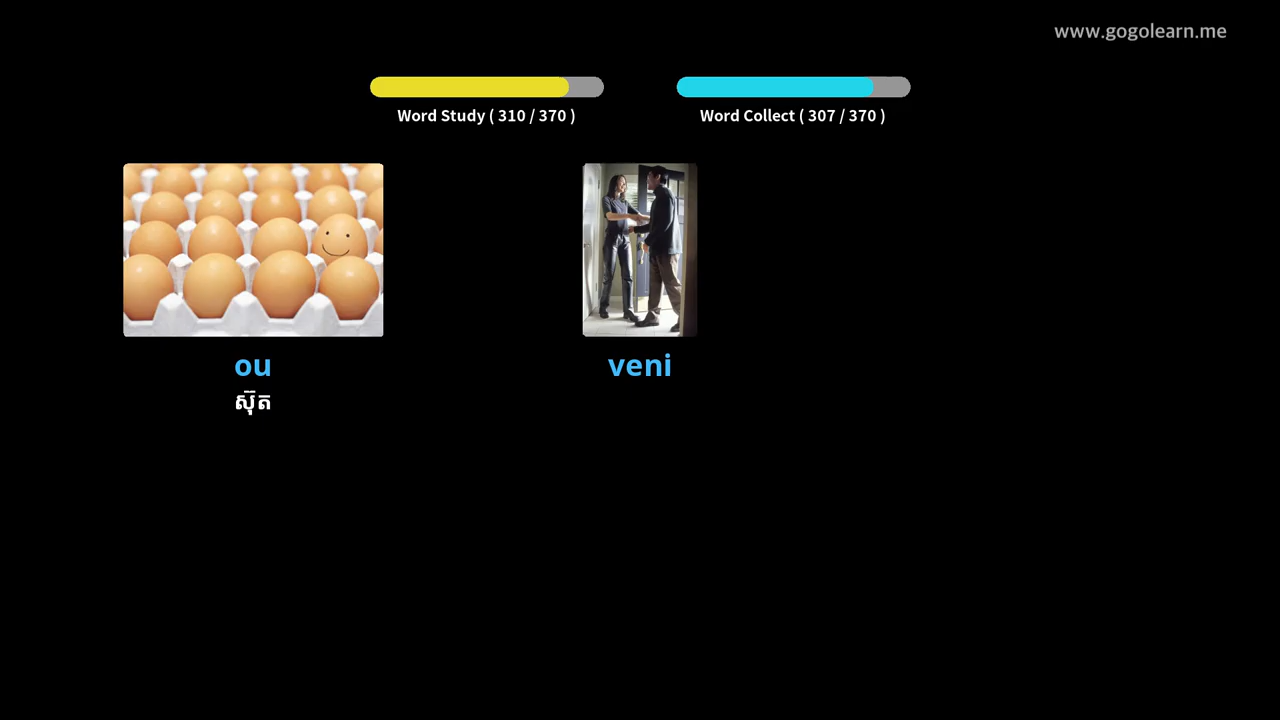 www.gogolearn.me
Word Study ( 310 / 370 )
Word Collect ( 307 / 370 )
ou
veni
ស៊ុត